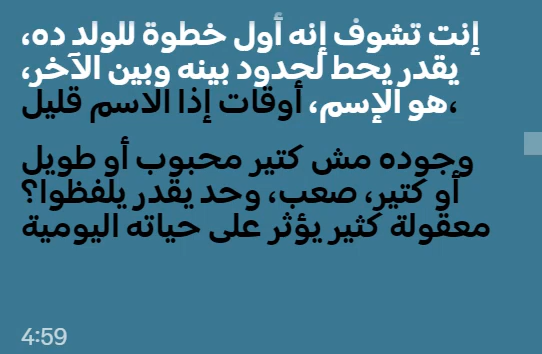 إنت تشوف إنه أول خطوة للولد ده،
يقدر يحط لحدود بينه وبين الآخر،
هو الإسم، أوقات إذا الاسم قليل،
وجوده مش كتير محبوب أو طويل
أو كتير، صعب، وحد يقدر يلفظوا؟
معقولة كثير يؤثر على حياته اليومية
4:59